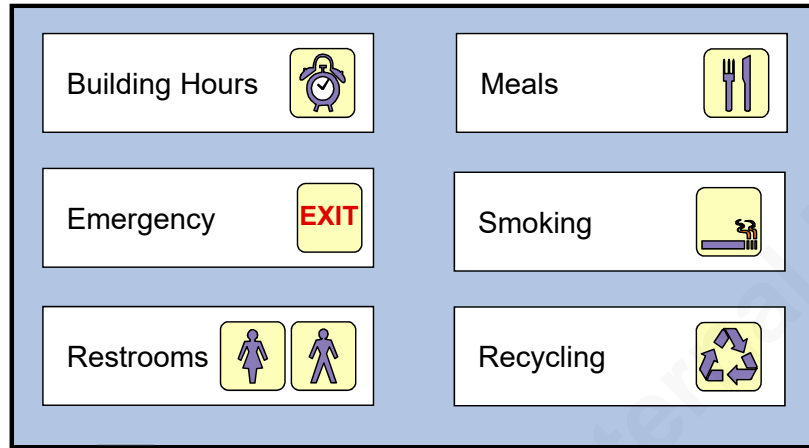 Building Hours
Meals
Emergency
EXIT
Smoking
Restrooms
Recycling